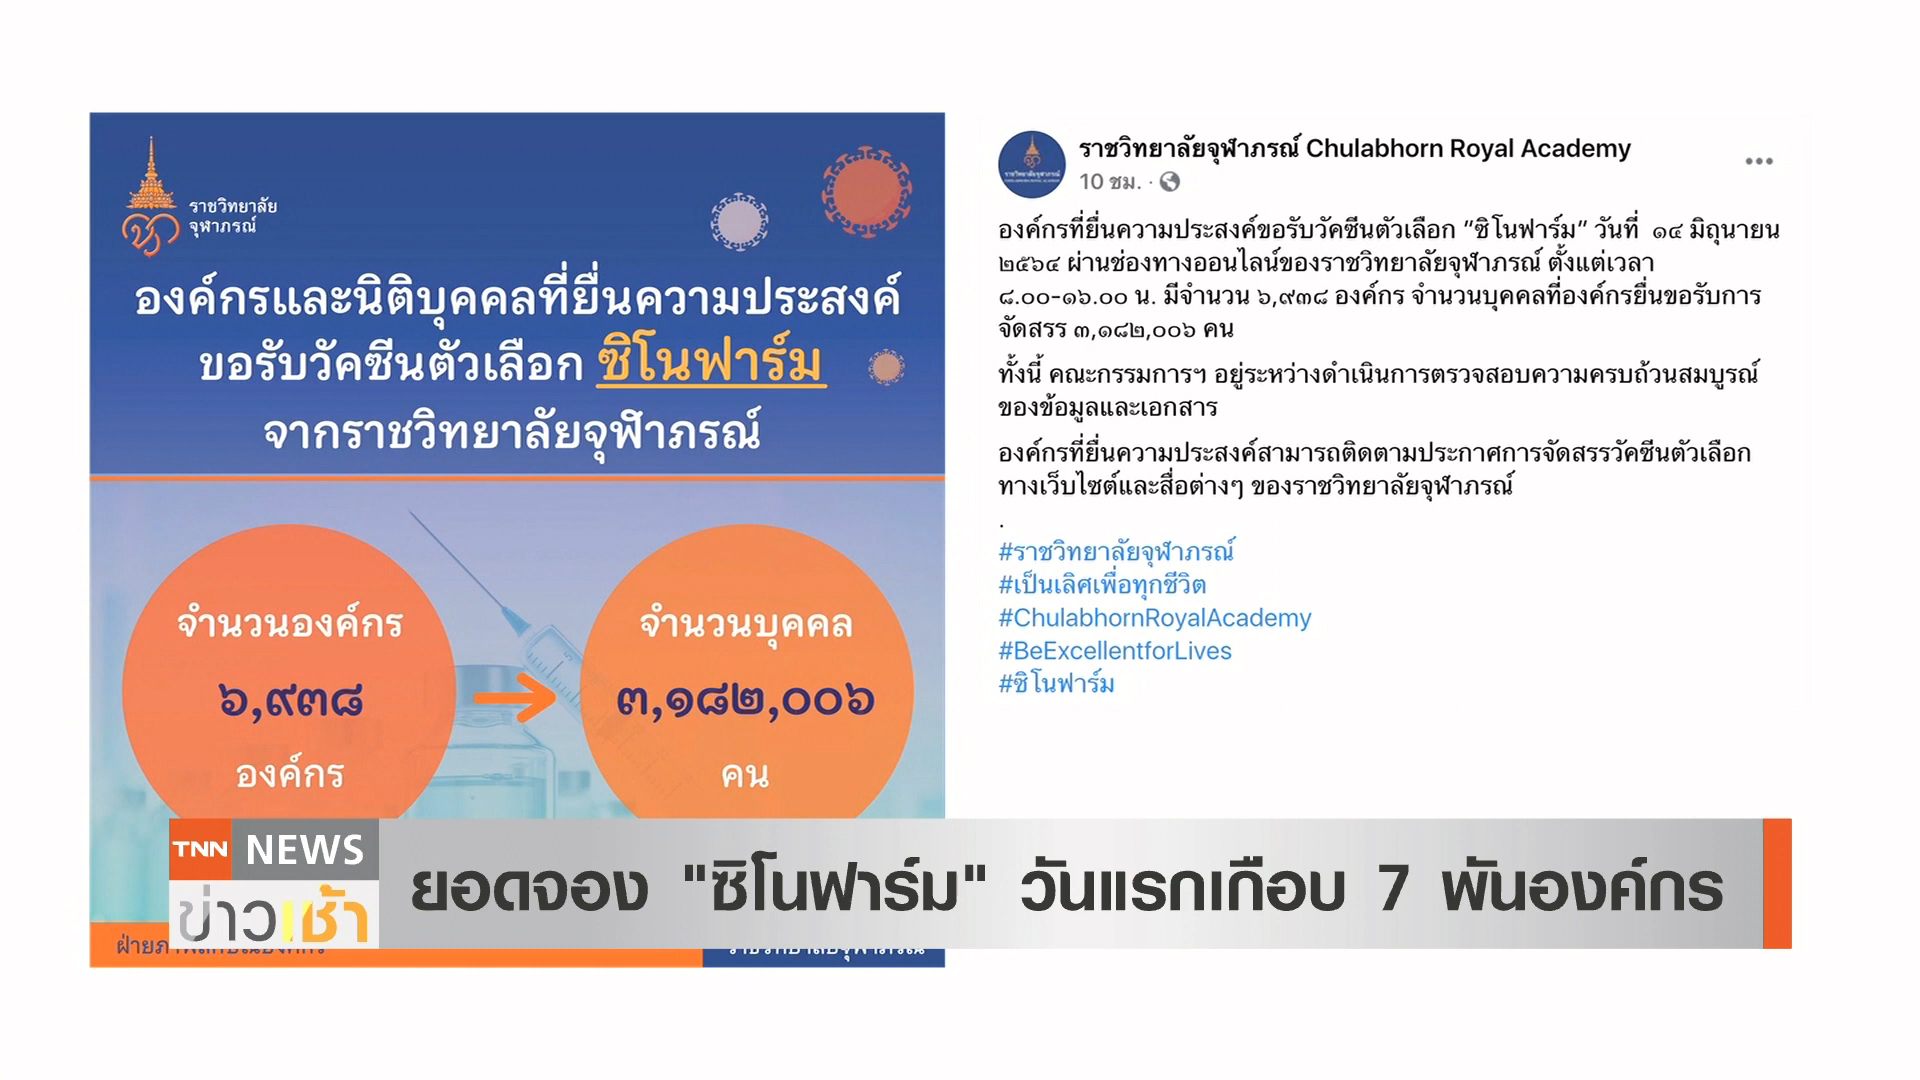 ราชวิทยาลัย
จุฬาภรณ์
องค์กรและนิติบุคคลที่ยื่นความประสงค์
ขอรับวัคซีนตัวเลือก ซิโนฟาร์ม
จากราชวิทยาลัยจุฬาภรณ์
จำนวนองค์กร
๖,๙๓๘
องค์กร
จำนวนบุคคล
๓,๑๘๒,๐๐๖
คน
ราชวิทยาลัยจุฬาภรณ์ Chulabhorn Royal Academy
10 ชม. ·
องค์กรที่ยื่นความประสงค์ขอรับวัคซีนตัวเลือก "ซิโนฟาร์ม" วันที่ ๑๔ มิถุนายน
๒๕๖๔ ผ่านช่องทางออนไลน์ของราชวิทยาลัยจุฬาภรณ์ ตั้งแต่เวลา
๘.๐๐-๑๖.๐๐ น. มีจำนวน ๖,๙๓๘ องค์กร จำนวนบุคคลที่องค์กรยื่นขอรับการ
จัดสรร ๓,๑๘๒,๐๐๖ คน
ทั้งนี้ คณะกรรมการฯ อยู่ระหว่างดำเนินการตรวจสอบความครบถ้วนสมบูรณ์
ของข้อมูลและเอกสาร
องค์กรที่ยื่นความประสงค์สามารถติดตามประกาศการจัดสรรวัคซีนตัวเลือก
ทางเว็บไซต์และสื่อต่างๆ ของราชวิทยาลัยจุฬาภรณ์
.
#ราชวิทยาลัยจุฬาภรณ์
#เป็นเลิศเพื่อทุกชีวิต
#ChulabhornRoyalAcademy
#BeExcellentforLives
#ซิโนฟาร์ม
TNN NEWS
ข่าวเช้า
ยอดจอง "ซิโนฟาร์ม" วันแรกเกือบ 7 พันองค์กร